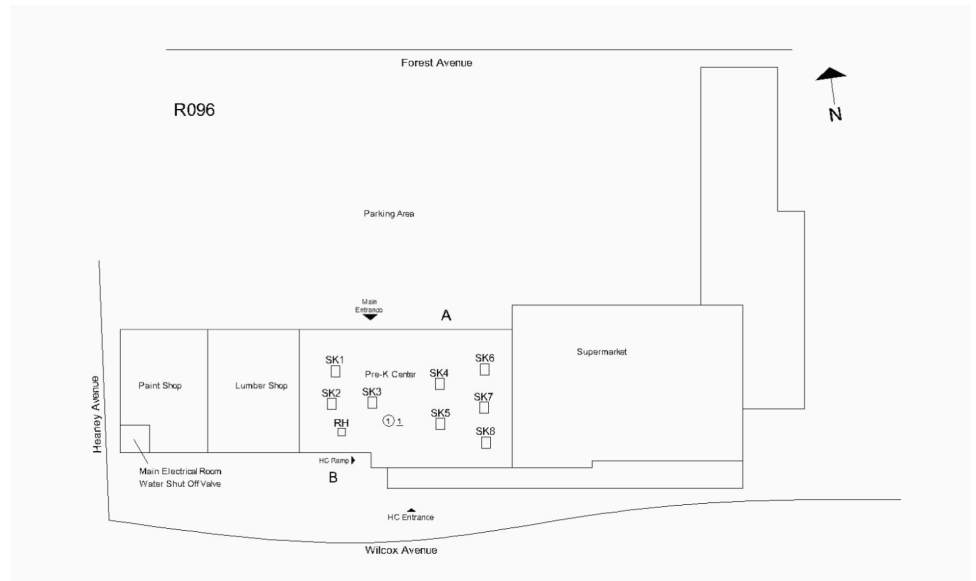 Forest Avenue
R096
N
Parking Area
Main
Entrance
A
SK1
SK6
Supermarket
Paint Shop
Lumber Shop
Pre-K Center
SK4
SK2
SK3
SK7
SK5
1 1
RH
SK8
Heaney Avenue
HC Ramp
Main Electrical Room
Water Shut Off Valve
B
HC Entrance
Wilcox Avenue